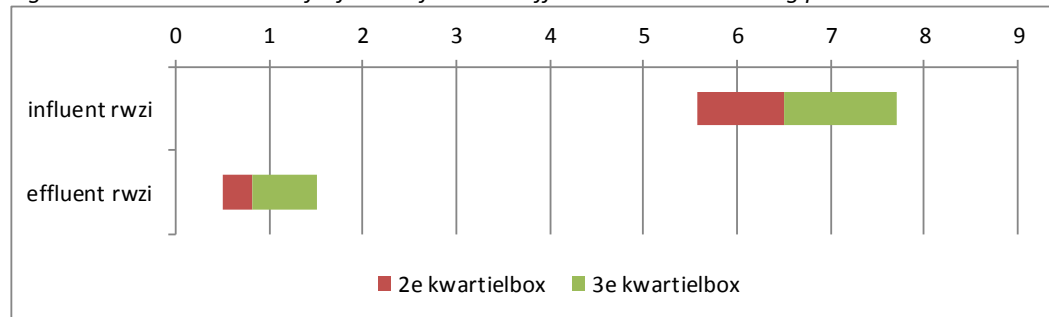 0 1 2 3 4 5 6 7 8 9
influent rwzi
effluent rwzi
2e kwartielbox 3e kwartielbox